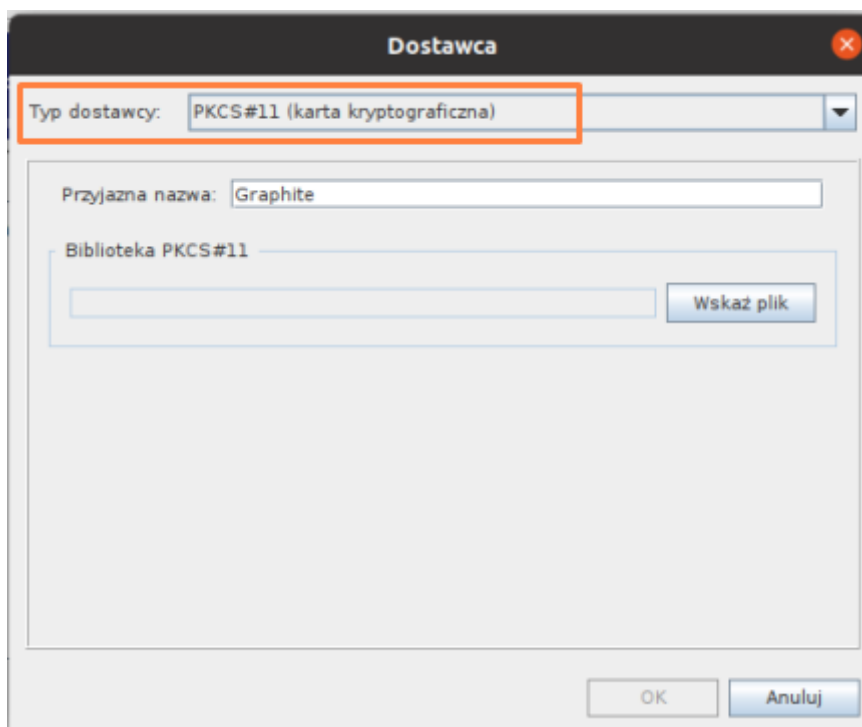 Dostawca
Typ dostawcy: PKCS#11 (karta kryptograficzna)
Przyjazna nazwa: Graphite
Biblioteka PKCS#11
Wskaż plik
OK Anuluj